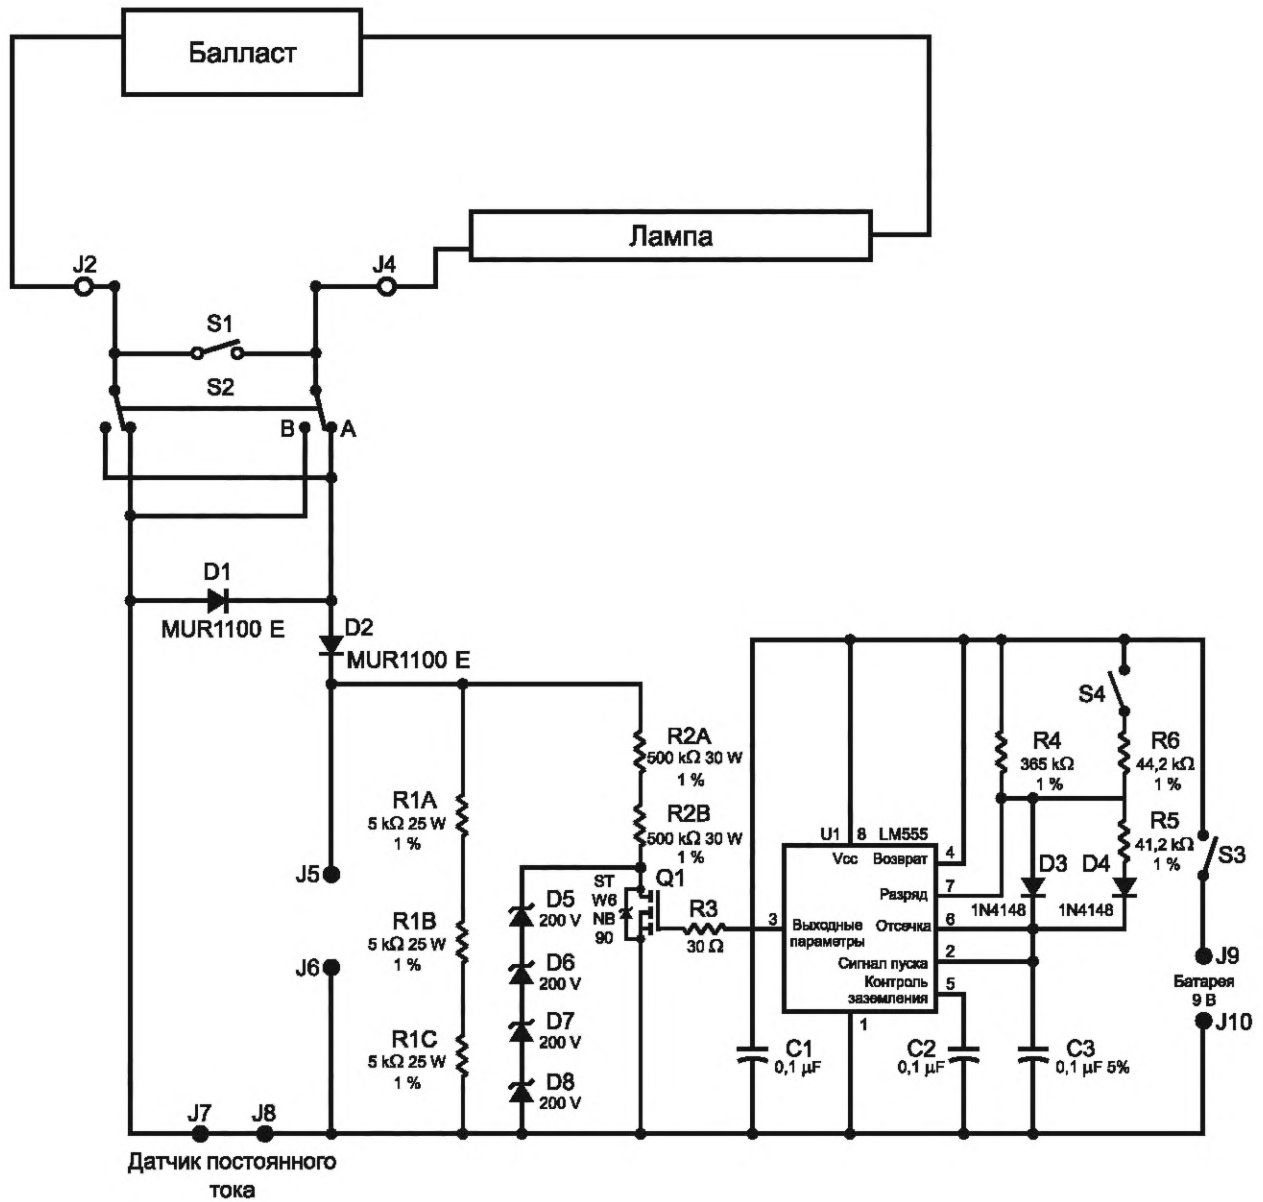 Балласт
Лампа
J2
J4
S1
S2
B
A
D1
MUR1100 E
D2
MUR1100 E
R1A
5 kΩ 25 W
1 %
R1B
5 kΩ 25 W
1 %
R1C
5 kΩ 25 W
1 %
J5
J6
J7
J8
Датчик постоянного
тока
R2A
500 kΩ 30 W
1 %
R2B
500 kΩ 30 W
1%
D5
200 V
D6
200 V
D7
200 V
D8
200 V
ST
W6
NB
90
Q1
R3
30 Ω
U1
8
LM555
Vcc
Возврат
4
Разряд
7
3
Выходные
параметры
Отсечка
6
Сигнал пуска
2
Контроль
заземления
5
1
C1
0,1 µF
C2
0,1 µF
C3
0,1 µF 5%
R4
365 kΩ
1 %
S4
R6
44,2 kΩ
1 %
R5
41,2 kΩ
1 %
D3
1N4148
D4
1N4148
S3
J9
Батарея
9 В
J10